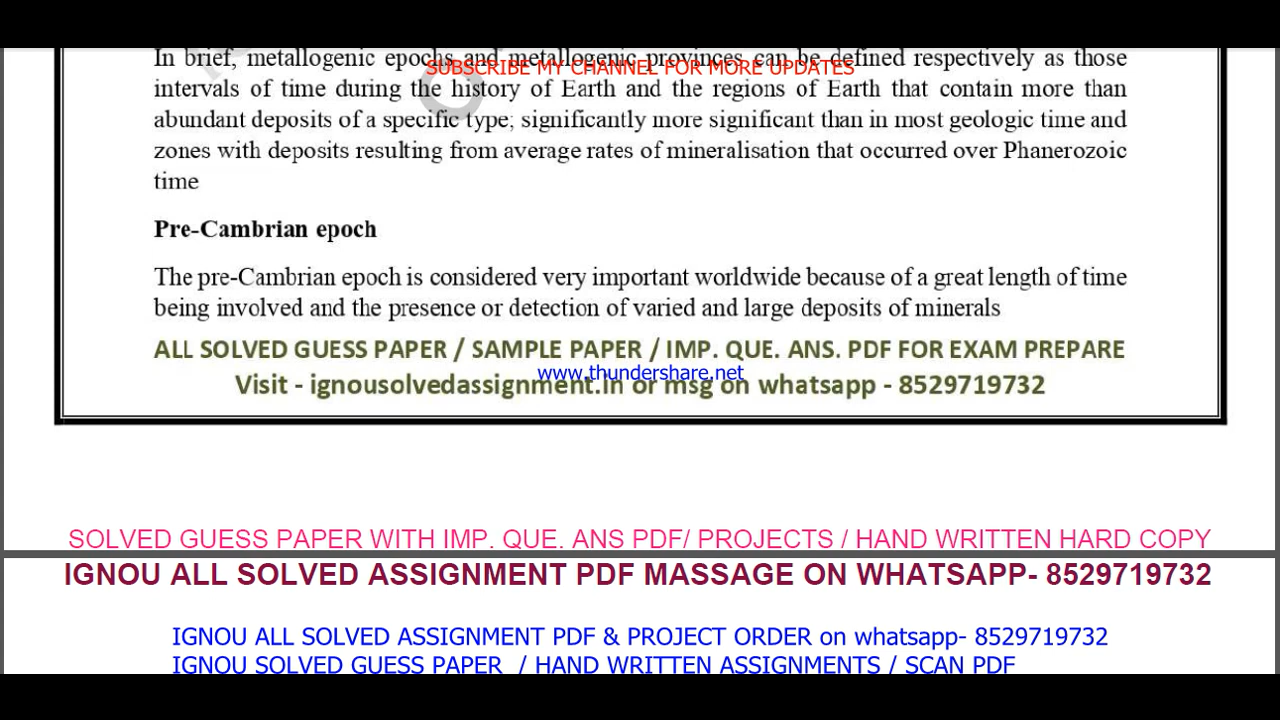 In brief, metallogenic epochs and metallogenic provinces can be defined respectively as those
SUBSCRIBE MY CHANNEL FOR MORE UPDATES
intervals of time during the history of Earth and the regions of Earth that contain more than
abundant deposits of a specific type; significantly more significant than in most geologic time and
zones with deposits resulting from average rates of mineralisation that occurred over Phanerozoic
time
Pre-Cambrian epoch
The pre-Cambrian epoch is considered very important worldwide because of a great length of time
being involved and the presence or detection of varied and large deposits of minerals
ALL SOLVED GUESS PAPER / SAMPLE PAPER / IMP. QUE. ANS. PDF FOR EXAM PREPARE
www.thundershare.net
Visit - ignousolvedassignment.in or msg on whatsapp - 8529719732
SOLVED GUESS PAPER WITH IMP. QUE. ANS PDF/ PROJECTS / HAND WRITTEN HARD COPY
IGNOU ALL SOLVED ASSIGNMENT PDF MASSAGE ON WHATSAPP- 8529719732
IGNOU ALL SOLVED ASSIGNMENT PDF & PROJECT ORDER on whatsapp- 8529719732
IGNOU SOLVED GUESS PAPER / HAND WRITTEN ASSIGNMENTS / SCAN PDF